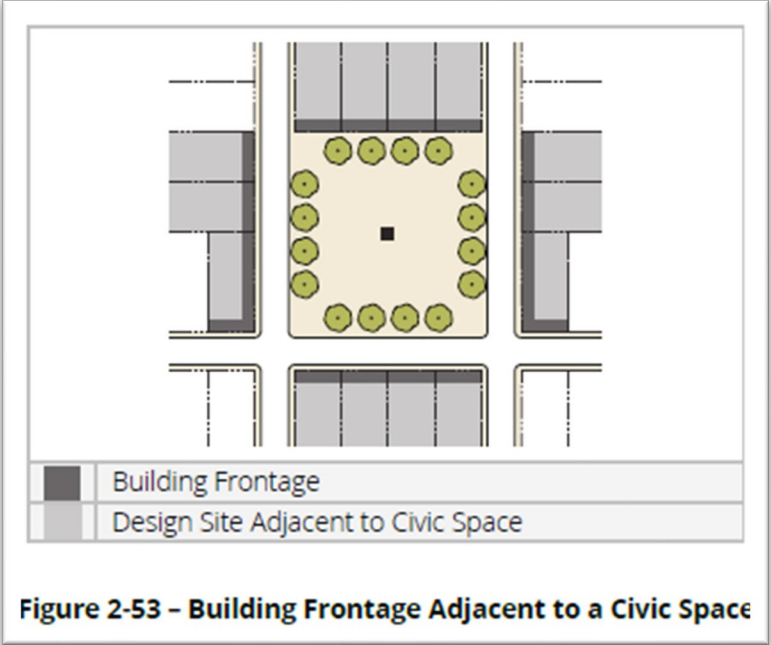 Building Frontage
Design Site Adjacent to Civic Space
Figure 2-53 – Building Frontage Adjacent to a Civic Space